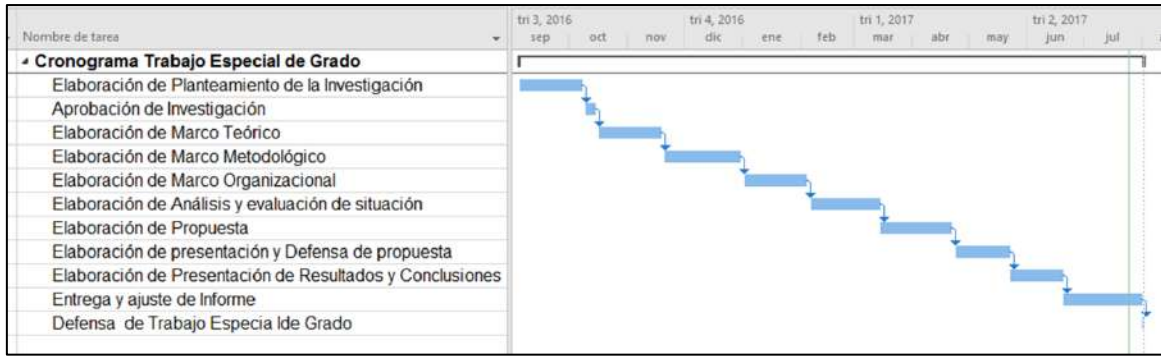 tri 3, 2016 tri 4, 2016 tri 1, 2017 tri 2, 2017
Nombre de tarea sep oct nov dic ene feb mar abr may jun jul
Cronograma Trabajo Especial de Grado
Elaboración de Planteamiento de la Investigación
Aprobación de Investigación
Elaboración de Marco Teórico
Elaboración de Marco Metodológico
Elaboración de Marco Organizacional
Elaboración de Análisis y evaluación de situación
Elaboración de Propuesta
Elaboración de presentación y Defensa de propuesta
Elaboración de Presentación de Resultados y Conclusiones
Entrega y ajuste de Informe
Defensa de Trabajo Especia lde Grado